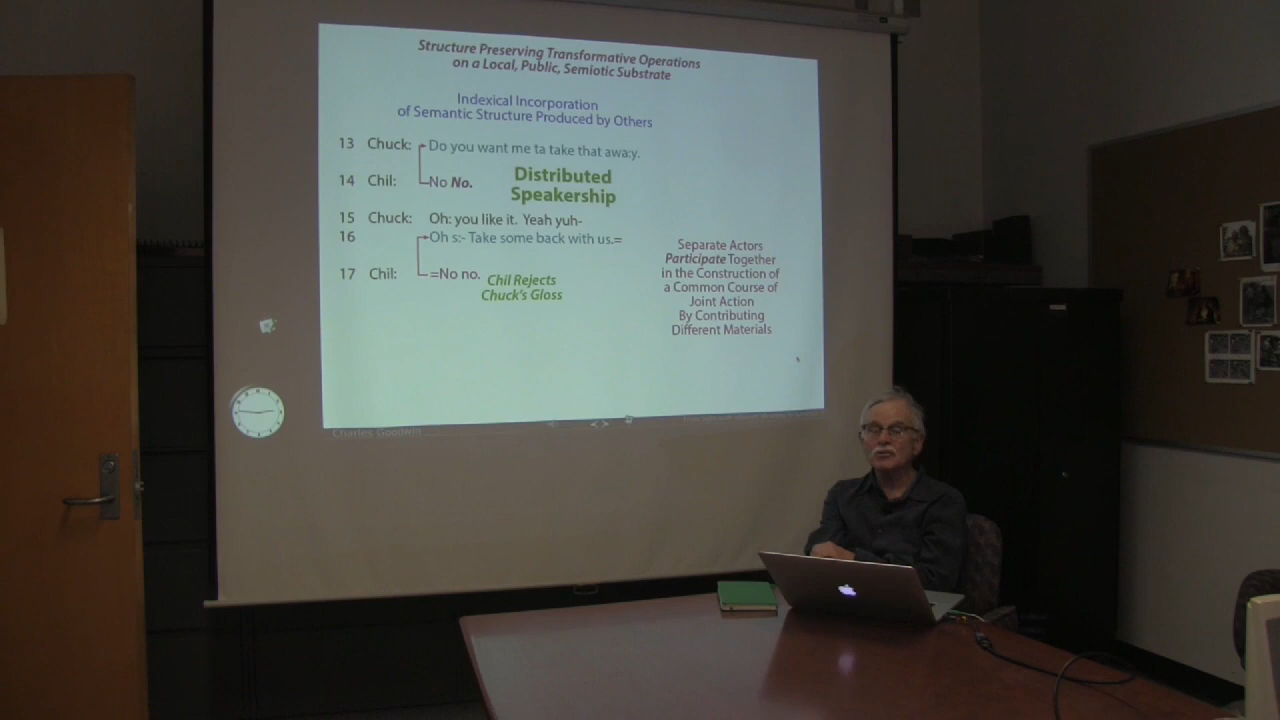 Structure Preserving Transformative Operations
on a Local, Public, Semiotic Substrate
Indexical Incorporation
of Semantic Structure Produced by Others
13 Chuck: Do you want me ta take that awa:y.
14 Chil: No No.
Distributed
Speakership
15 Chuck: Oh: you like it. Yeah yuh-
16 Oh s:- Take some back with us.=
17 Chil: =No no.
Chil Rejects
Chuck's Gloss
Separate Actors
Participate Together
in the Construction of
a Common Course of
Joint Action
By Contributing
Different Materials
Charles Goodwin